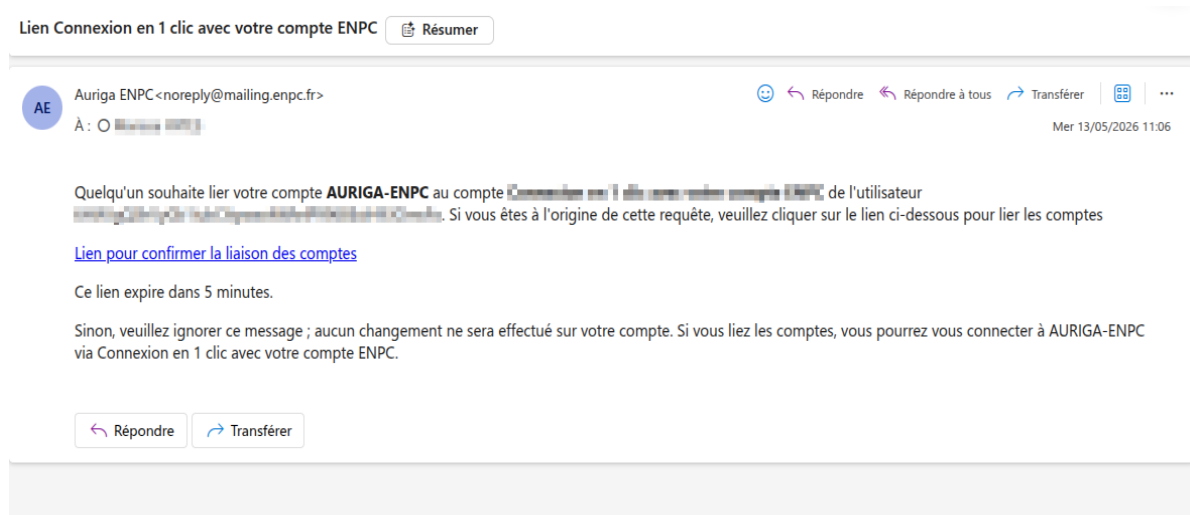 Lien Connexion en 1 clic avec votre compte ENPC Résumer
AE
Auriga ENPC<noreply@mailing.enpc.fr>
Répondre Répondre à tous Transférer
À :
Mer 13/05/2026 11:06
Quelqu'un souhaite lier votre compte AURIGA-ENPC au compte de l'utilisateur
. Si vous êtes à l'origine de cette requête, veuillez cliquer sur le lien ci-dessous pour lier les comptes
Lien pour confirmer la liaison des comptes
Ce lien expire dans 5 minutes.
Sinon, veuillez ignorer ce message ; aucun changement ne sera effectué sur votre compte. Si vous liez les comptes, vous pourrez vous connecter à AURIGA-ENPC
via Connexion en 1 clic avec votre compte ENPC.
Répondre Transférer